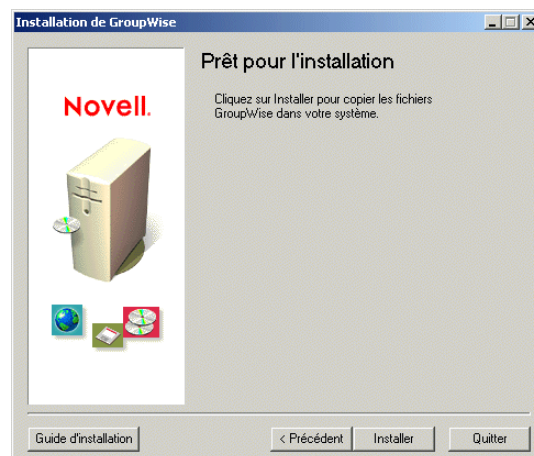 Installation de GroupWise
Prêt pour l'installation
Novell.
Cliquez sur Installer pour copier les fichiers
GroupWise dans votre système.
Guide d'installation
< Précédent
Installer
Quitter